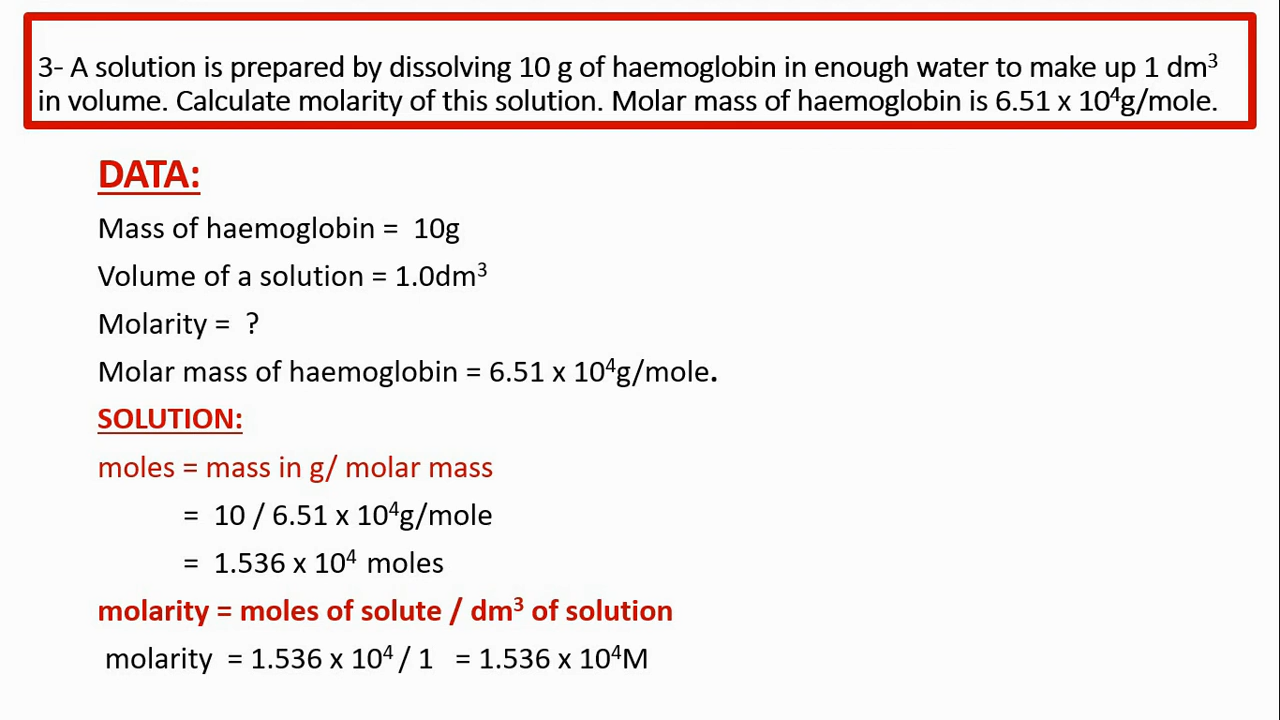 3- A solution is prepared by dissolving 10 g of haemoglobin in enough water to make up 1 dm³
in volume. Calculate molarity of this solution. Molar mass of haemoglobin is 6.51 x 10⁴g/mole.
DATA:
Mass of haemoglobin = 10g
Volume of a solution = 1.0dm³
Molarity = ?
Molar mass of haemoglobin = 6.51 x 10⁴g/mole.
SOLUTION:
moles = mass in g/ molar mass
= 10 / 6.51 x 10⁴g/mole
= 1.536 x 10⁴ moles
molarity = moles of solute / dm³ of solution
molarity = 1.536 x 10⁴ / 1 = 1.536 x 10⁴M